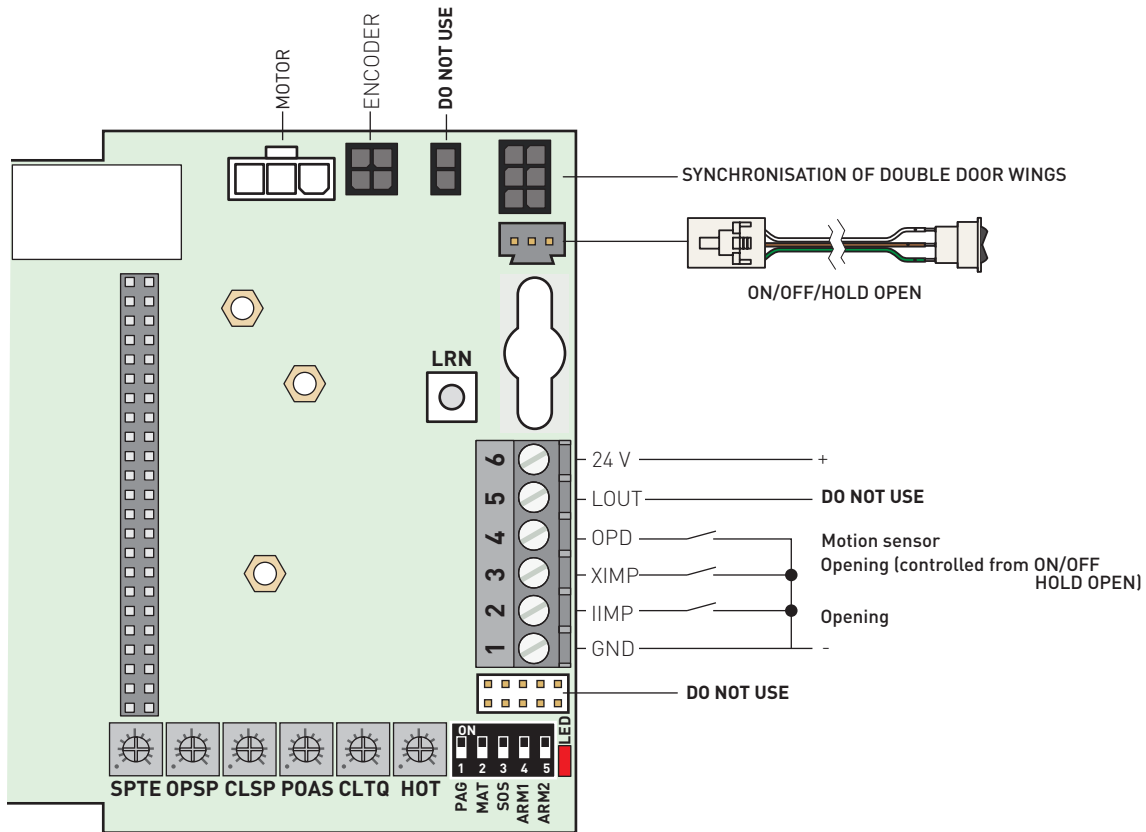 MOTOR
ENCODER
DO NOT USE
SYNCHRONISATION OF DOUBLE DOOR WINGS
ON/OFF/HOLD OPEN
LRN
6 24 V +
5 LOUT DO NOT USE
4 OPD Motion sensor
3 XIMP Opening (controlled from ON/OFF
HOLD OPEN)
2 IIMP Opening
1 GND -
DO NOT USE
ON
LED
1 2 3 4 5
SPTE OPSP CLSP POAS CLTQ HOT
PAG
MAT
SOS
ARM1
ARM2